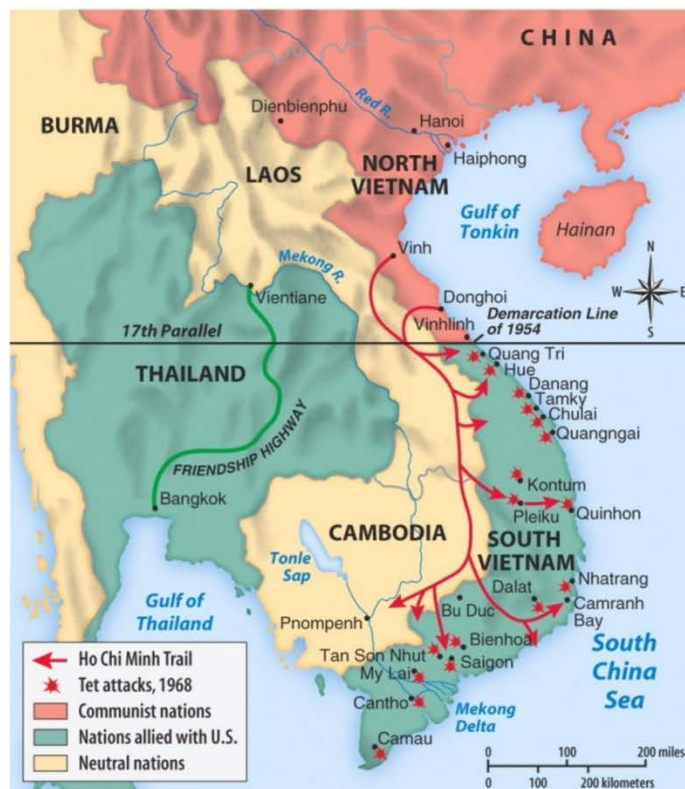 CHINA
Red R.
Dienbienphu
Hanoi
BURMA
Haiphong
LAOS
NORTH
VIETNAM
Gulf of
Tonkin
Hainan
Mekong R.
Vinh
N
W
E
S
Vientiane
Donghoi
Vinhlinh
Demarcation Line
of 1954
17th Parallel
Quang Tri
Hue
THAILAND
Danang
Tamky
Chulai
Quangngai
FRIENDSHIP HIGHWAY
Bangkok
Kontum
Pleiku
Quinhon
CAMBODIA
SOUTH
VIETNAM
Tonle
Sap
Nhatrang
Dalat
Bu Duc
Camranh
Bay
Gulf of
Thailand
Pnompenh
Bienhoa
Tan Son Nhut
Saigon
South
China
Sea
My Lai
Cantho
Mekong
Delta
Camau
Ho Chi Minh Trail
Tet attacks, 1968
Communist nations
Nations allied with U.S.
Neutral nations
0 100 200 miles
0 100 200 kilometers